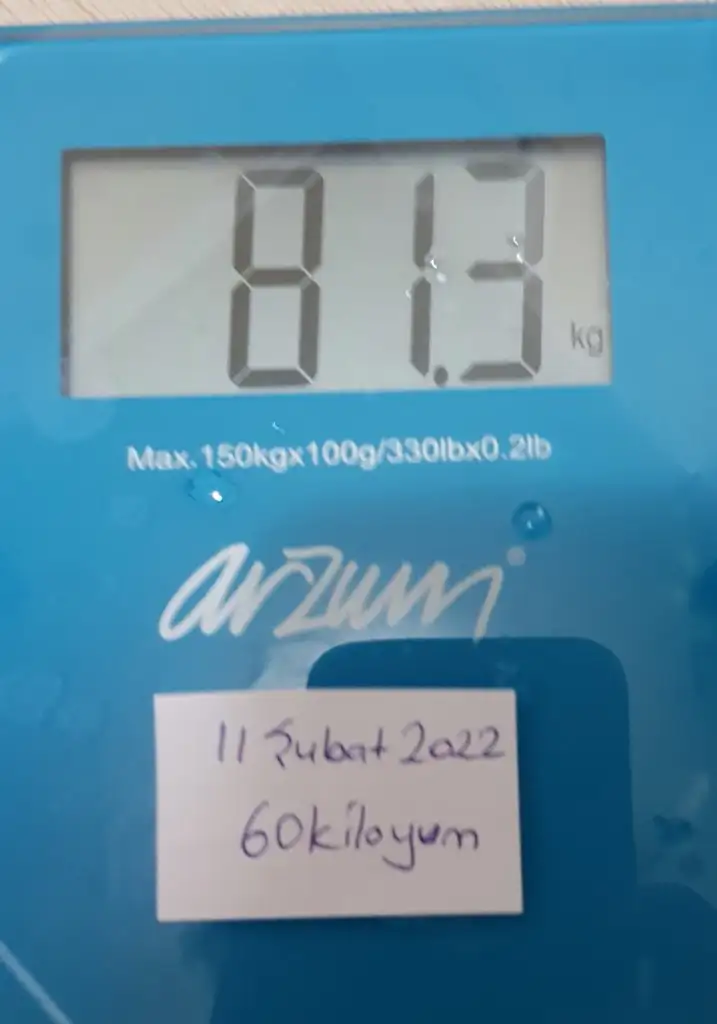 81.3 kg
Max.150kgx100g/330lbx0.2lb
arzum
11 Şubat 2022
60kiloyum